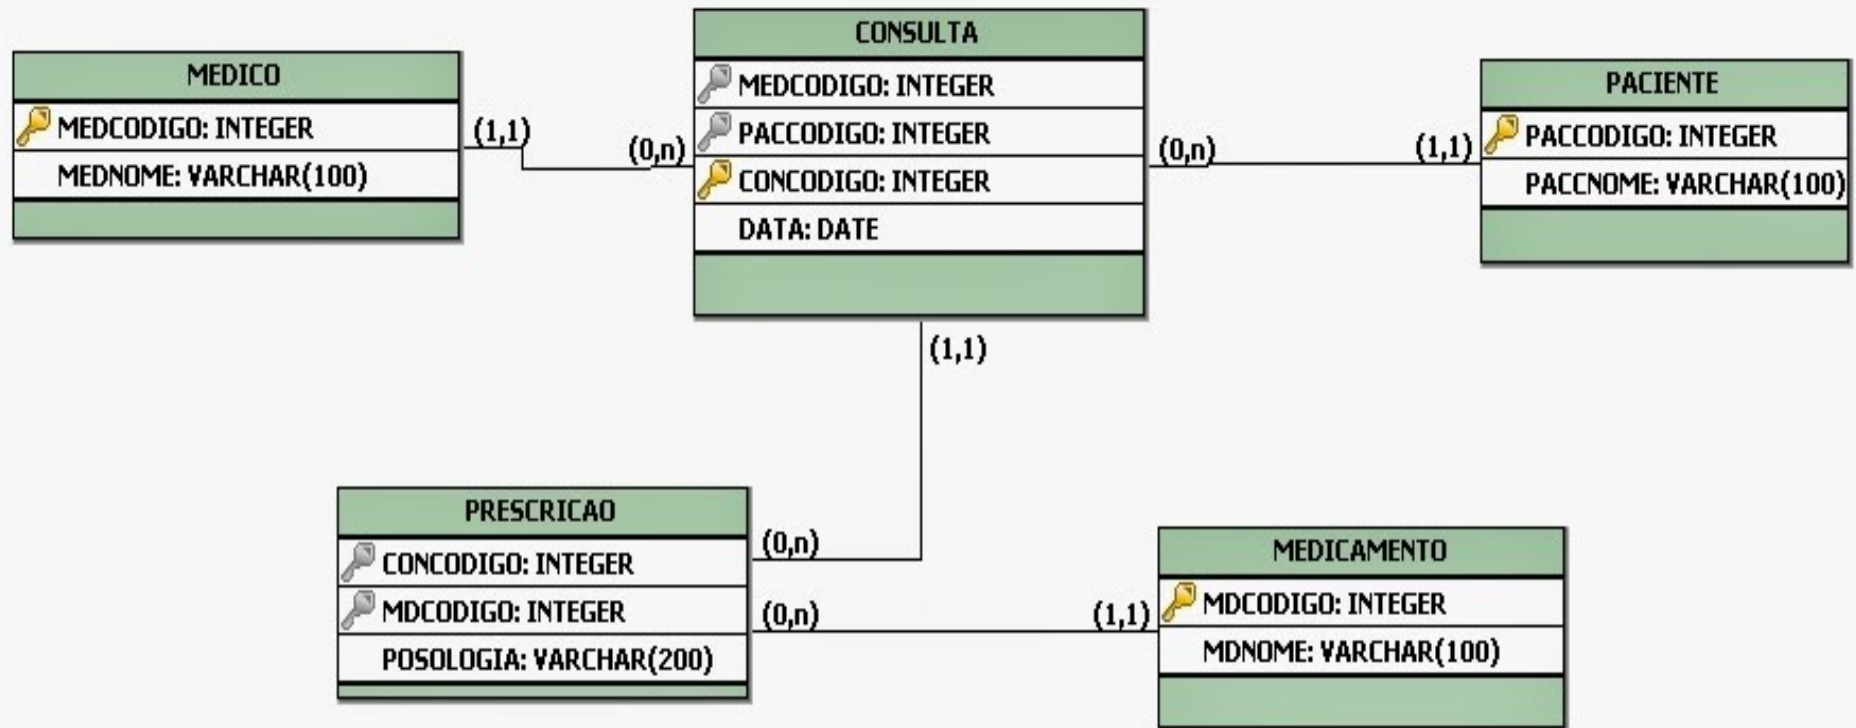 MEDICO
MEDCODIGO: INTEGER
MEDNOME: VARCHAR(100)
(1,1)
(0,n)
CONSULTA
MEDCODIGO: INTEGER
PACCODIGO: INTEGER
CONCODIGO: INTEGER
DATA: DATE
(0,n)
(1,1)
PACIENTE
PACCODIGO: INTEGER
PACCNOME: VARCHAR(100)
(1,1)
PRESCRICAO
CONCODIGO: INTEGER
MDCODIGO: INTEGER
POSOLOGIA: VARCHAR(200)
(0,n)
(0,n)
(1,1)
MEDICAMENTO
MDCODIGO: INTEGER
MDNOME: VARCHAR(100)